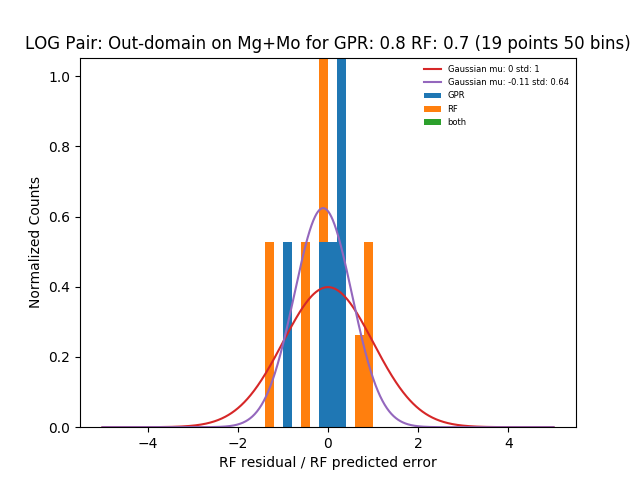 LOG Pair: Out-domain on Mg+Mo for GPR: 0.8 RF: 0.7 (19 points 50 bins)
Gaussian mu: 0 std: 1
Gaussian mu: -0.11 std: 0.64
GPR
RF
both
Normalized Counts
1.0
0.8
0.6
0.4
0.2
0.0
−4
−2
0
2
4
RF residual / RF predicted error